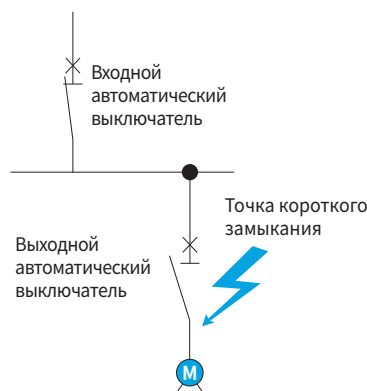 Входной
автоматический
выключатель
Точка короткого
замыкания
Выходной
автоматический
выключатель
M